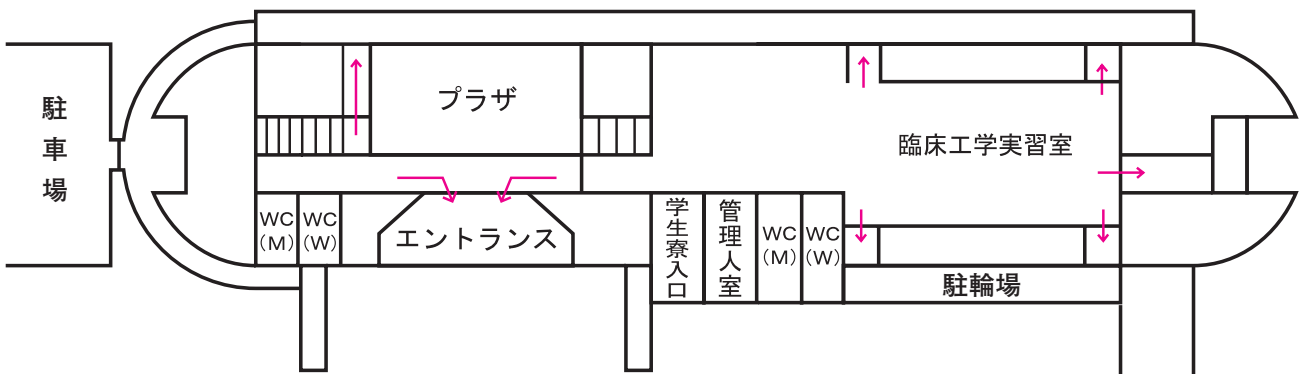 駐車場
プラザ
臨床工学実習室
WC
(M)
WC
(W)
エントランス
学生寮入口
管理人室
WC
(M)
WC
(W)
駐輪場